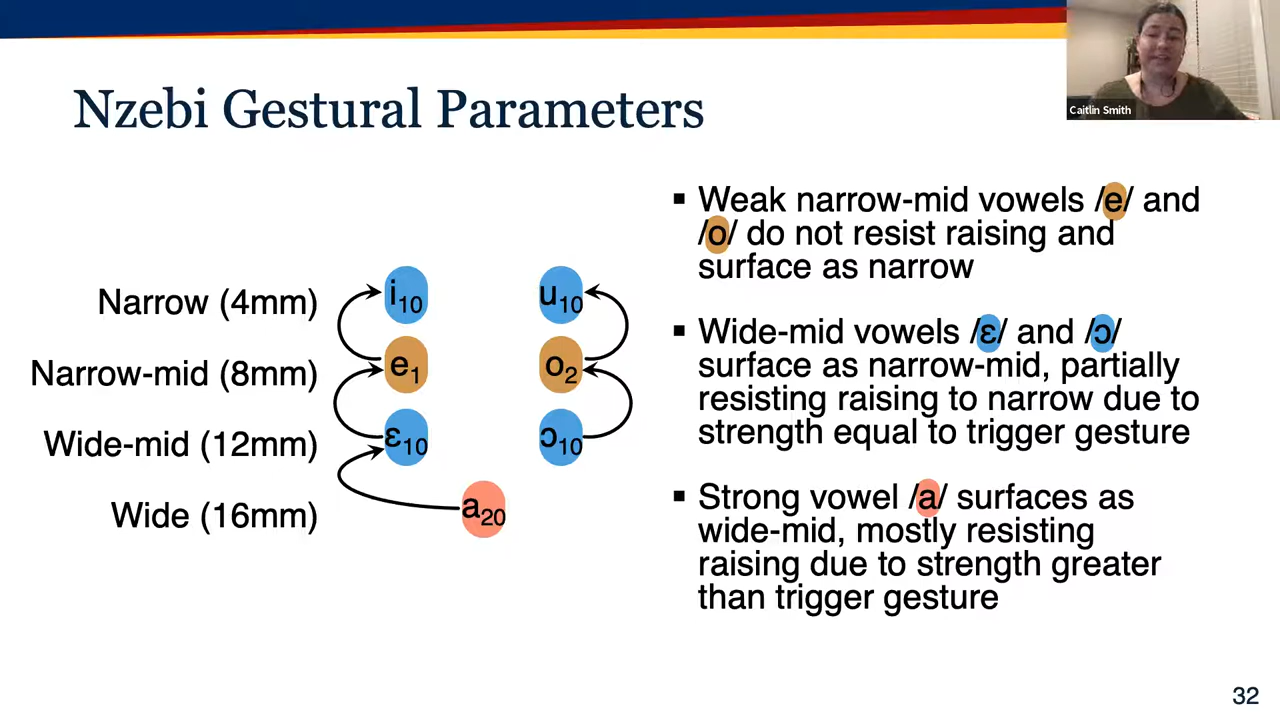 Caitlin Smith
Nzebi Gestural Parameters
Narrow (4mm) i10 u10
Narrow-mid (8mm) e1 o2
Wide-mid (12mm) ɛ10 ɔ10
Wide (16mm) a20
▪ Weak narrow-mid vowels /e/ and
/o/ do not resist raising and
surface as narrow
▪ Wide-mid vowels /ɛ/ and /ɔ/
surface as narrow-mid, partially
resisting raising to narrow due to
strength equal to trigger gesture
▪ Strong vowel /a/ surfaces as
wide-mid, mostly resisting
raising due to strength greater
than trigger gesture
32